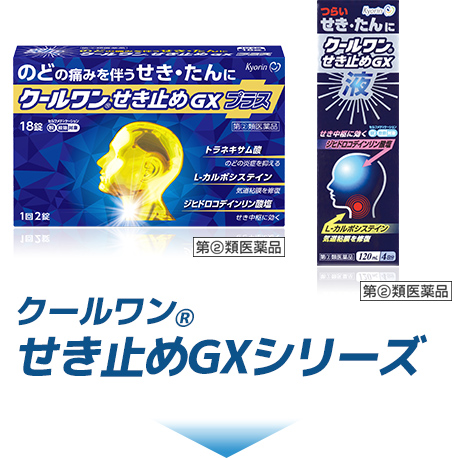 のどの痛みを伴うせき・たんに
Kyorin
クールワン®せき止めGXプラス
18錠
第②類医薬品
トラネキサム酸
のどの炎症を抑える
L-カルボシステイン
気道粘膜を修復
ジヒドロコデインリン酸塩
せき中枢に効く
1回2錠
指定第②類医薬品
つらい
Kyorin
せき・たんに
クールワン®
せき止めGX
液
せき中枢に効く
ジヒドロコデインリン酸塩
L-カルボシステイン
気道粘膜を修復
120mL 4回分
クールワン®
せき止めGXシリーズ